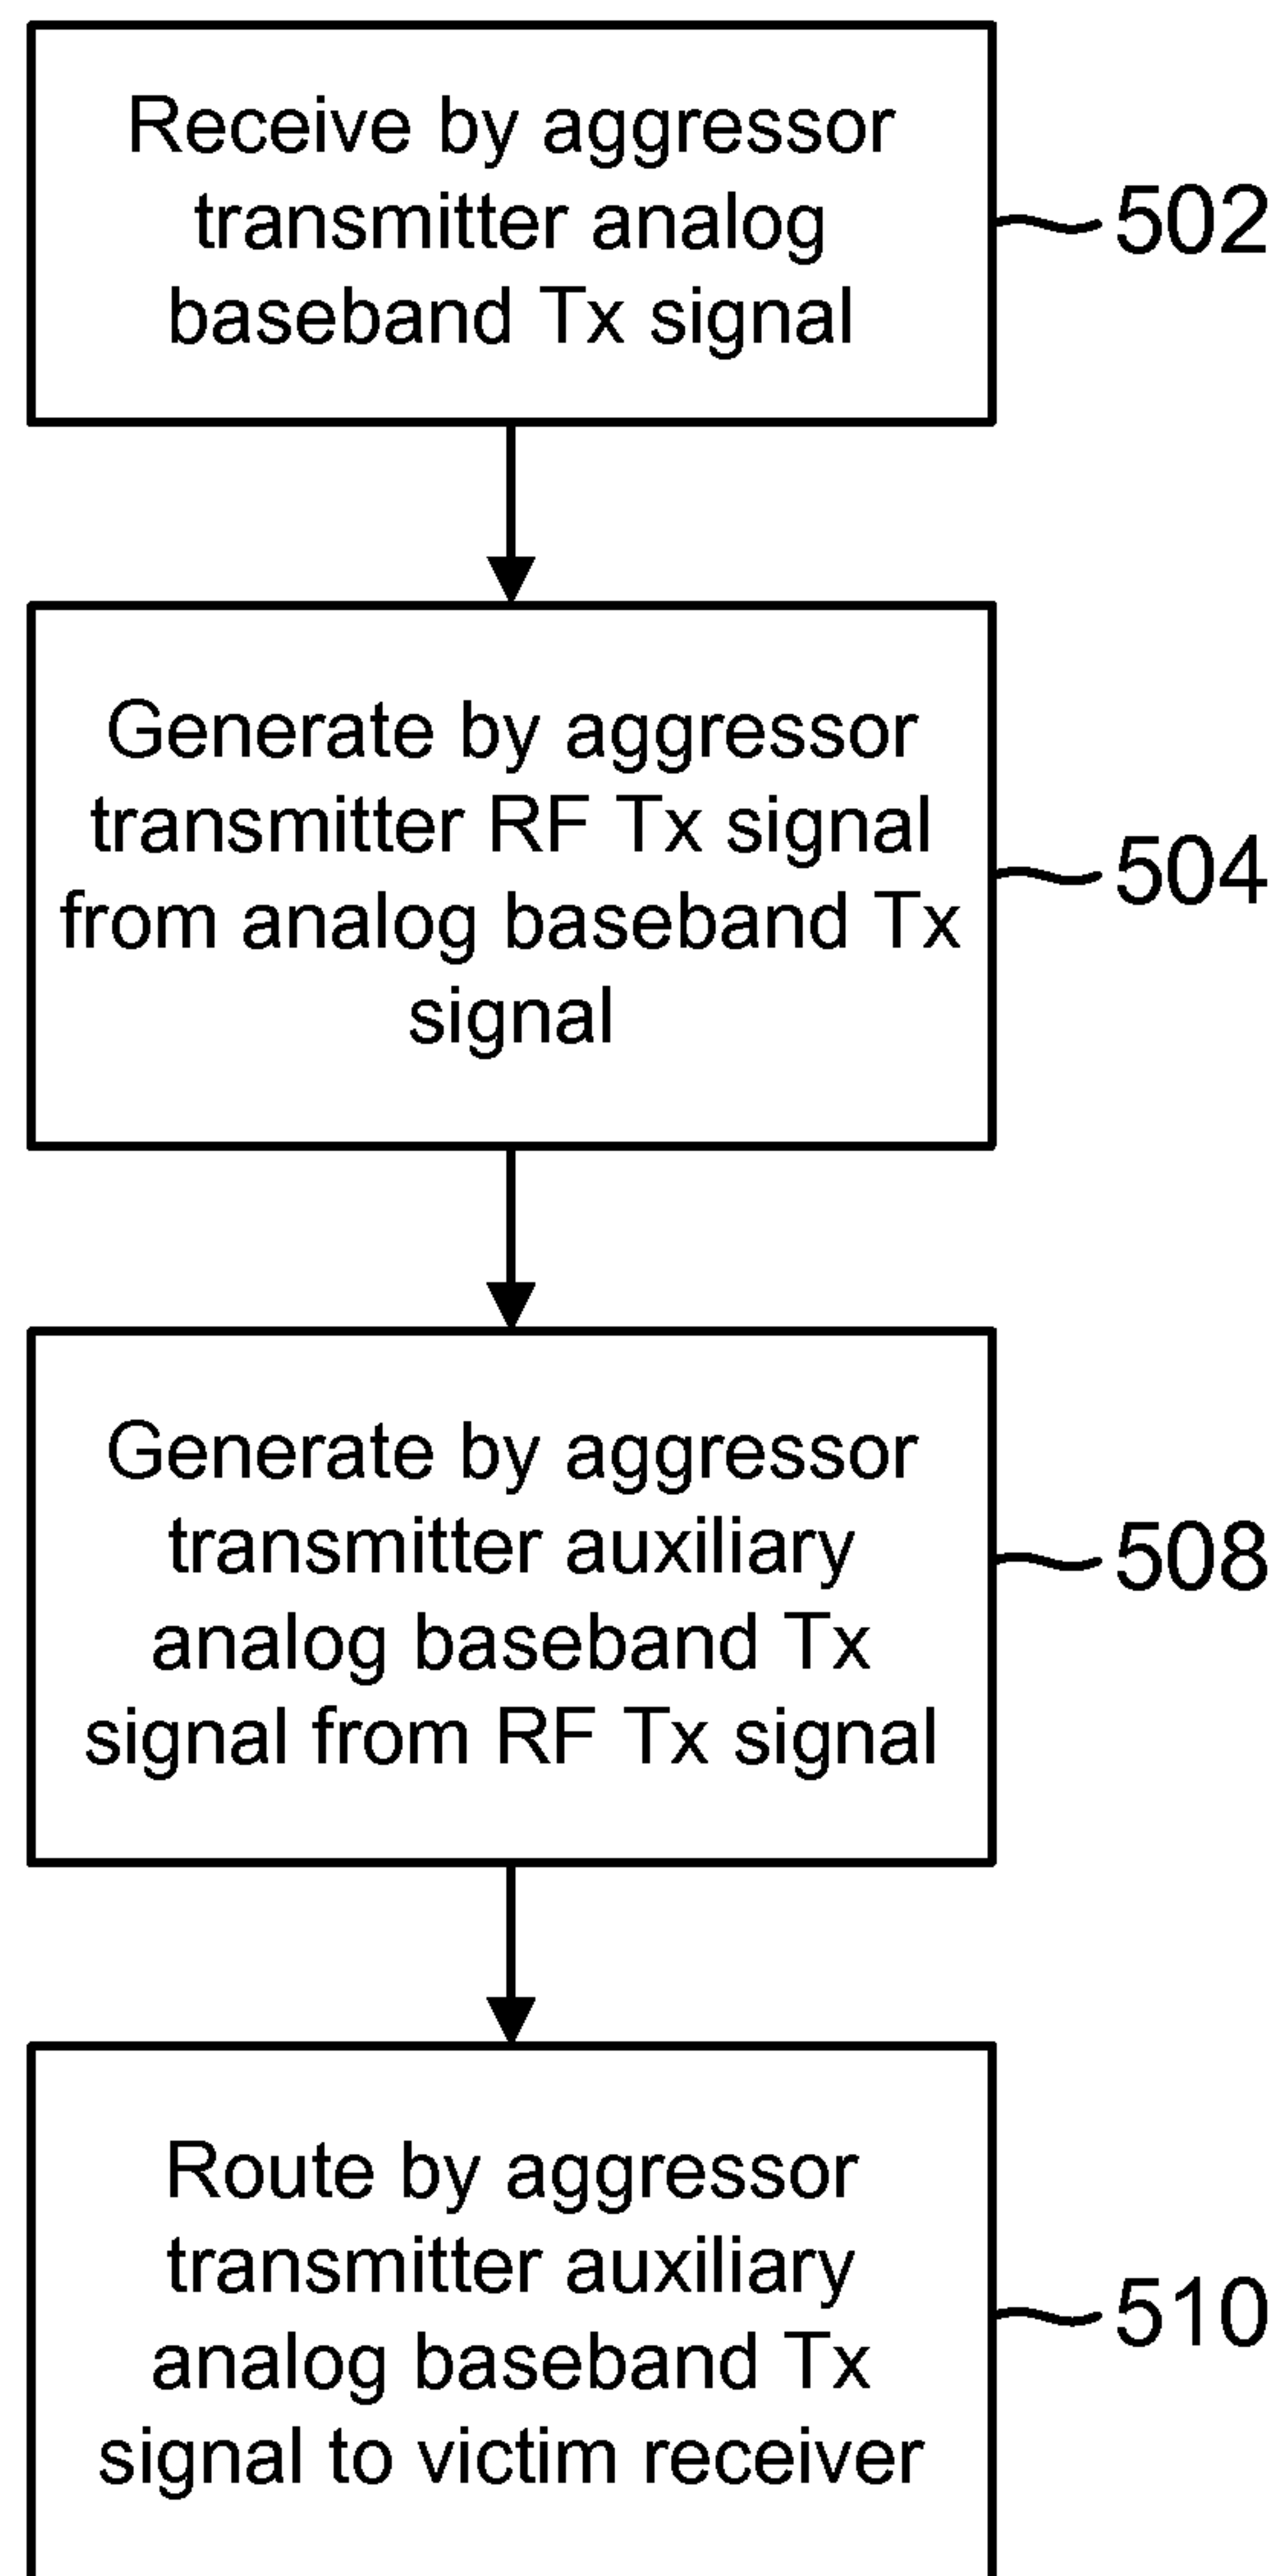 Receive by aggressor
transmitter analog
baseband Tx signal
502
Generate by aggressor
transmitter RF Tx signal
from analog baseband Tx
signal
504
Generate by aggressor
transmitter auxiliary
analog baseband Tx
signal from RF Tx signal
508
Route by aggressor
transmitter auxiliary
analog baseband Tx
signal to victim receiver
510